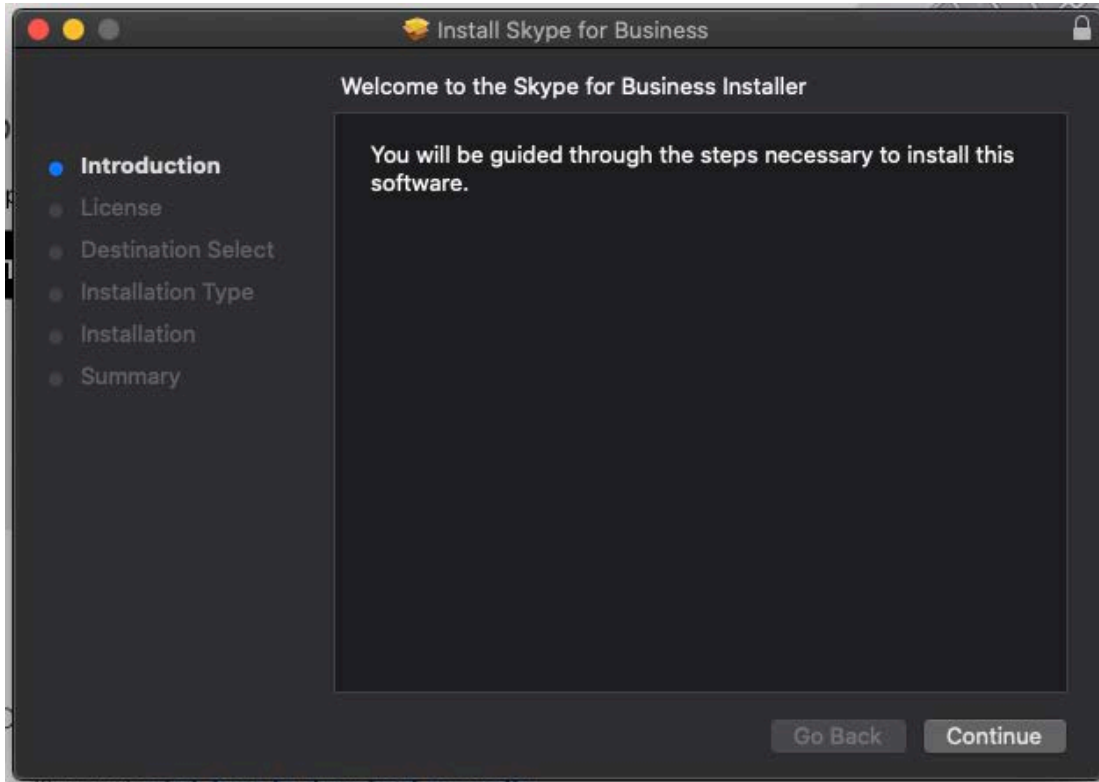 Install Skype for Business
Welcome to the Skype for Business Installer
Introduction
License
Destination Select
Installation Type
Installation
Summary
You will be guided through the steps necessary to install this
software.
Go Back
Continue